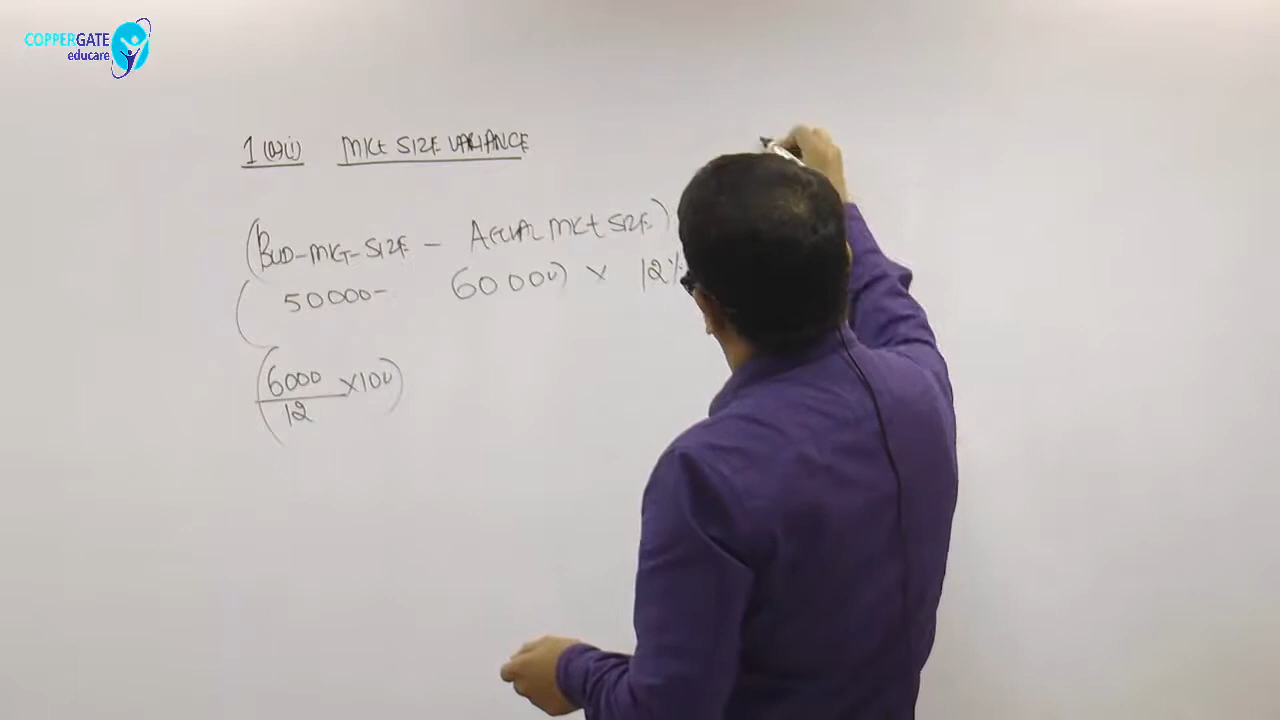 COPPERGATE
educare
1(a)(i) MKt SIZE VARIANCE
(BUD-MKT-SIZE - ACTUAL MKt SIZE)
(50000- 60000) x 12%
(6000 x100)
12